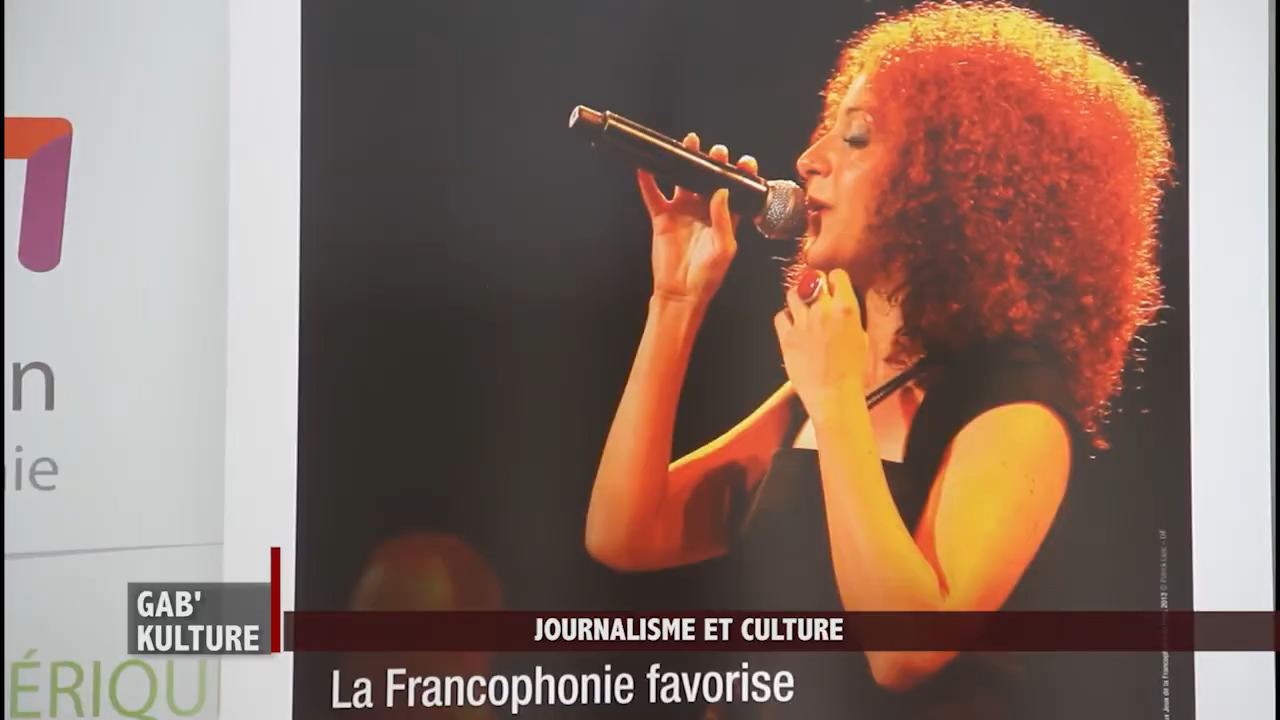 n
ie
GAB'
KULTURE
JOURNALISME ET CULTURE
ÉRIQU
La Francophonie favorise